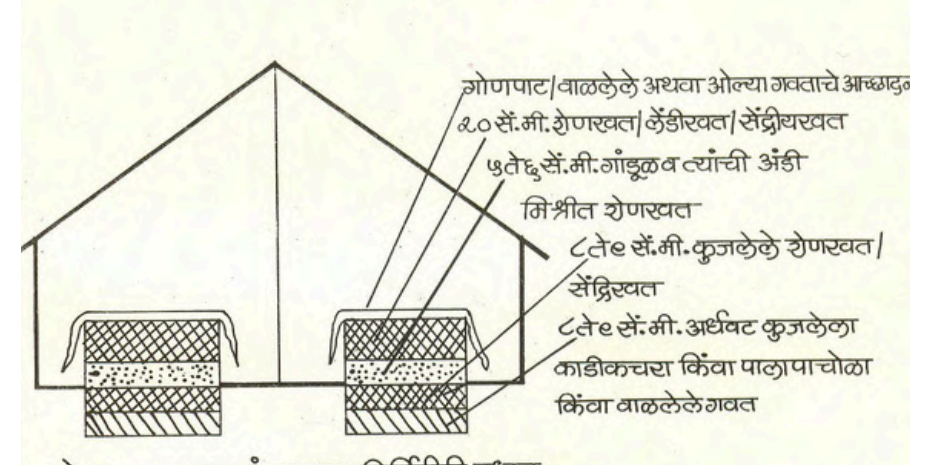 गोणपाट/वाळलेले अथवा ओल्या गवताचे आच्छादन
२० सें.मी. शेणखत/लेंडीखत/सेंद्रीयखत
५ ते ६ सें.मी. गांडूळ व त्यांची अंडी
मिश्रीत शेणखत
८ ते ९ सें.मी. कुजलेले शेणखत/
सेंद्रिखत
८ ते ९ सें.मी. अर्धवट कुजलेला
काडीकचरा किंवा पालापाचोळा
किंवा वाळलेले गवत